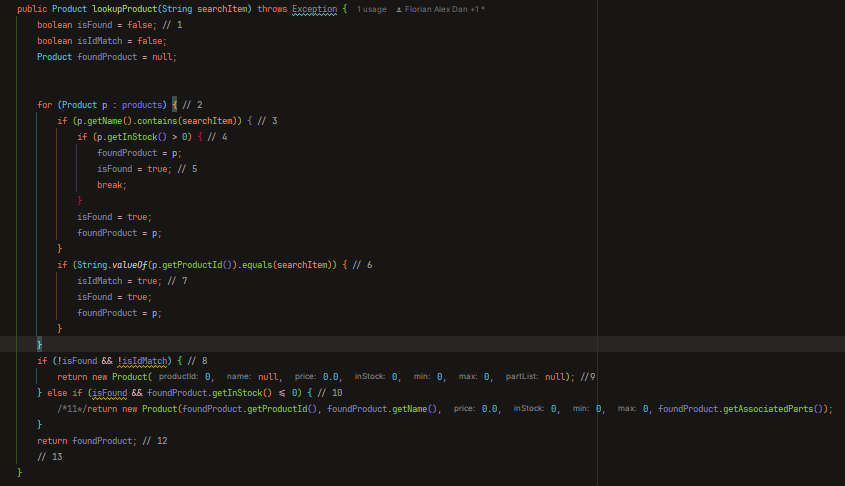 public Product lookupProduct(String searchItem) throws Exception { 1 usage Florian Alex Dan +1 *
boolean isFound = false; // 1
boolean isIdMatch = false;
Product foundProduct = null;
for (Product p : products) { // 2
if (p.getName().contains(searchItem)) { // 3
if (p.getInStock() > 0) { // 4
foundProduct = p;
isFound = true; // 5
break;
}
isFound = true;
foundProduct = p;
}
if (String.valueOf(p.getProductId()).equals(searchItem)) { // 6
isIdMatch = true; // 7
isFound = true;
foundProduct = p;
}
}
if (!isFound && !isIdMatch) { // 8
return new Product( productId: 0, name: null, price: 0.0, inStock: 0, min: 0, max: 0, partList: null); //9
} else if (isFound && foundProduct.getInStock() <= 0) { // 10
/*11*/return new Product(foundProduct.getProductId(), foundProduct.getName(), price: 0.0, inStock: 0, min: 0, max: 0, foundProduct.getAssociatedParts());
}
return foundProduct; // 12
// 13
}